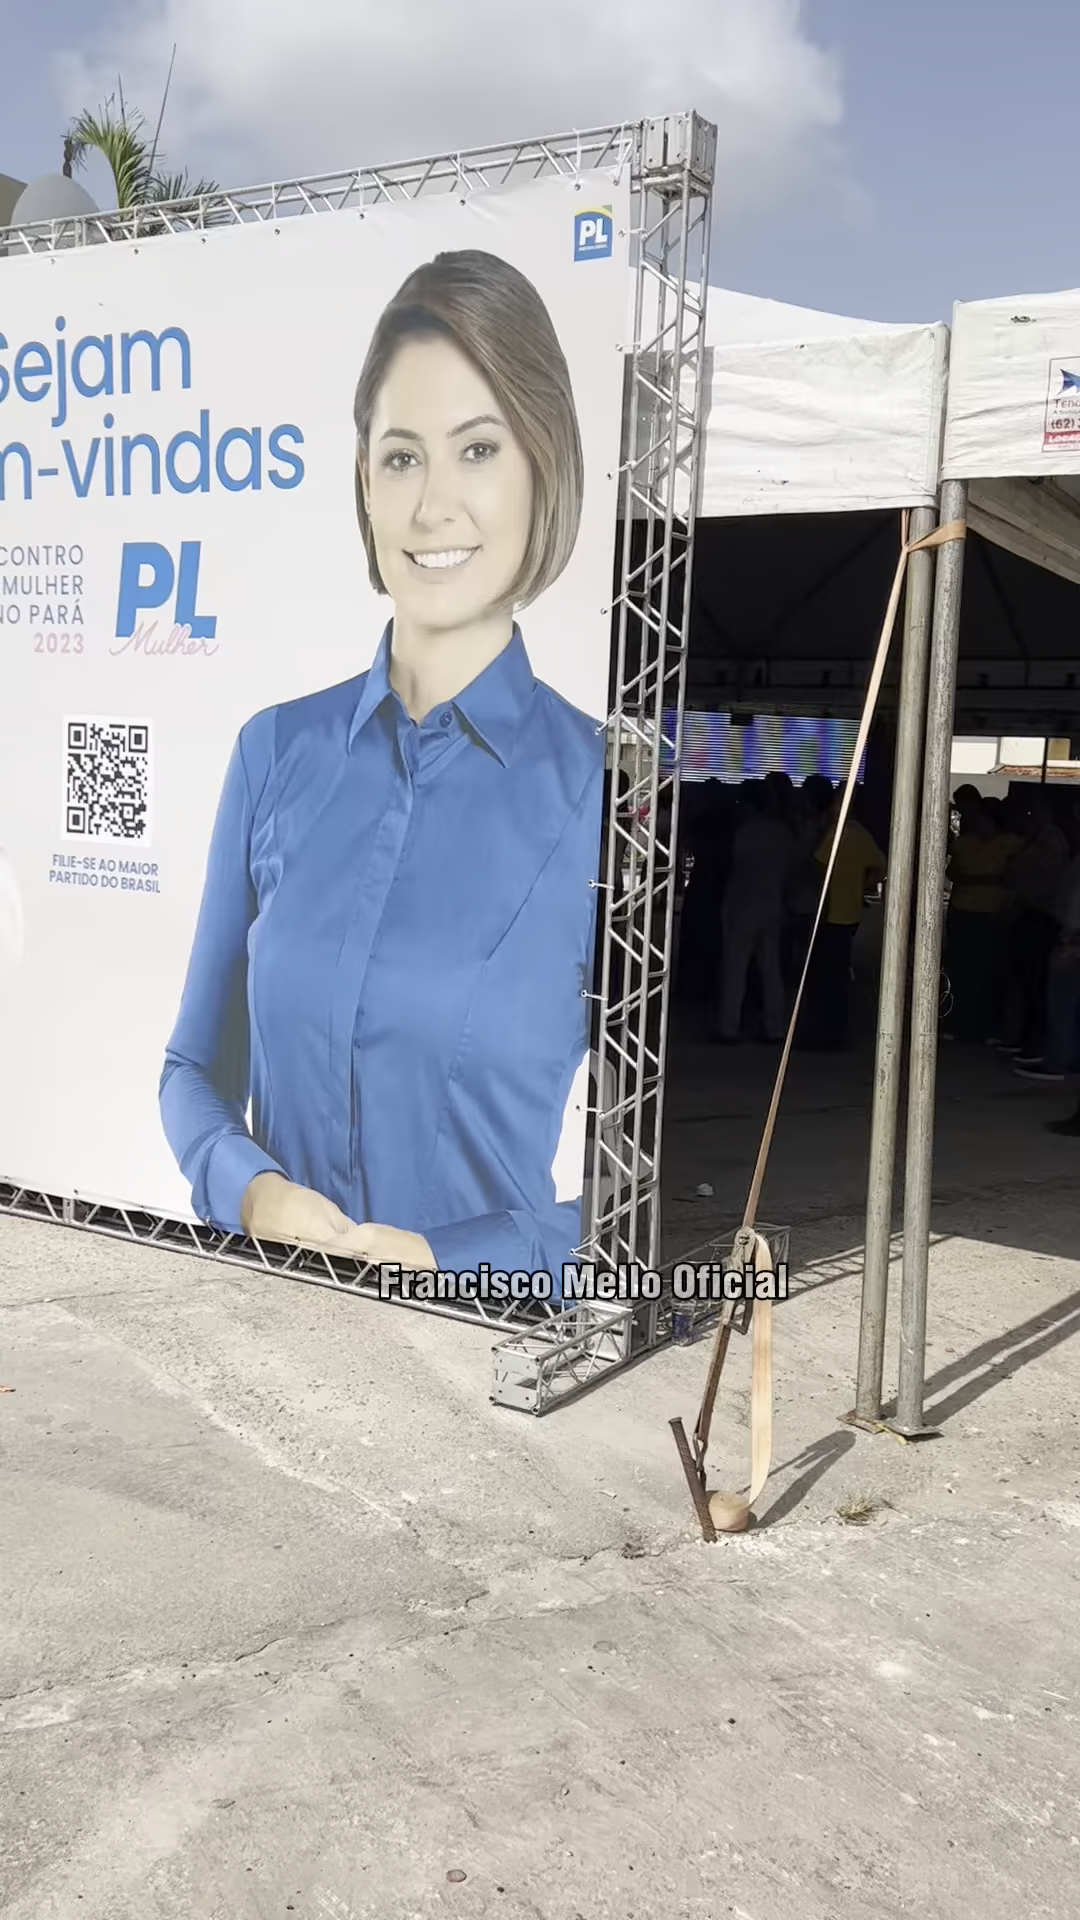 PL
Sejam
m-vindas
CONTRO
MULHER
NO PARÁ
2023
PL
Mulher
FILIE-SE AO MAIOR
PARTIDO DO BRASIL
(62)
Francisco Mello Oficial